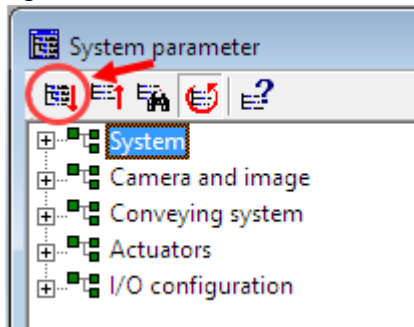 System parameter
System
Camera and image
Conveying system
Actuators
I/O configuration